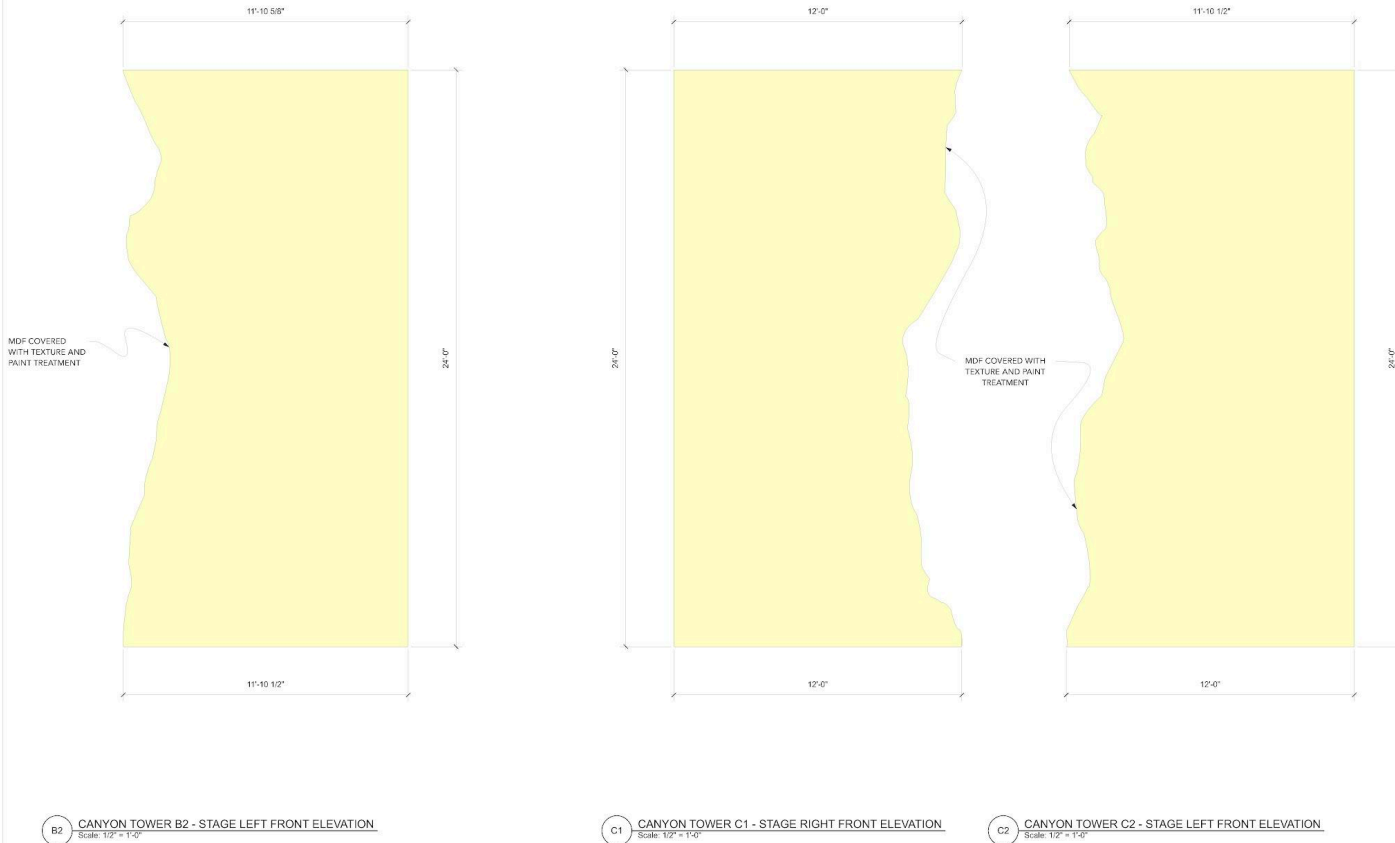 11'-10 5/8"
12'-0"
11'-10 1/2"
MDF COVERED
WITH TEXTURE AND
PAINT TREATMENT
24'-0"
24'-0"
MDF COVERED WITH
TEXTURE AND PAINT
TREATMENT
24'-0"
11'-10 1/2"
12'-0"
12'-0"
B2
CANYON TOWER B2 - STAGE LEFT FRONT ELEVATION
Scale: 1/2" = 1'-0"
C1
CANYON TOWER C1 - STAGE RIGHT FRONT ELEVATION
Scale: 1/2" = 1'-0"
C2
CANYON TOWER C2 - STAGE LEFT FRONT ELEVATION
Scale: 1/2" = 1'-0"